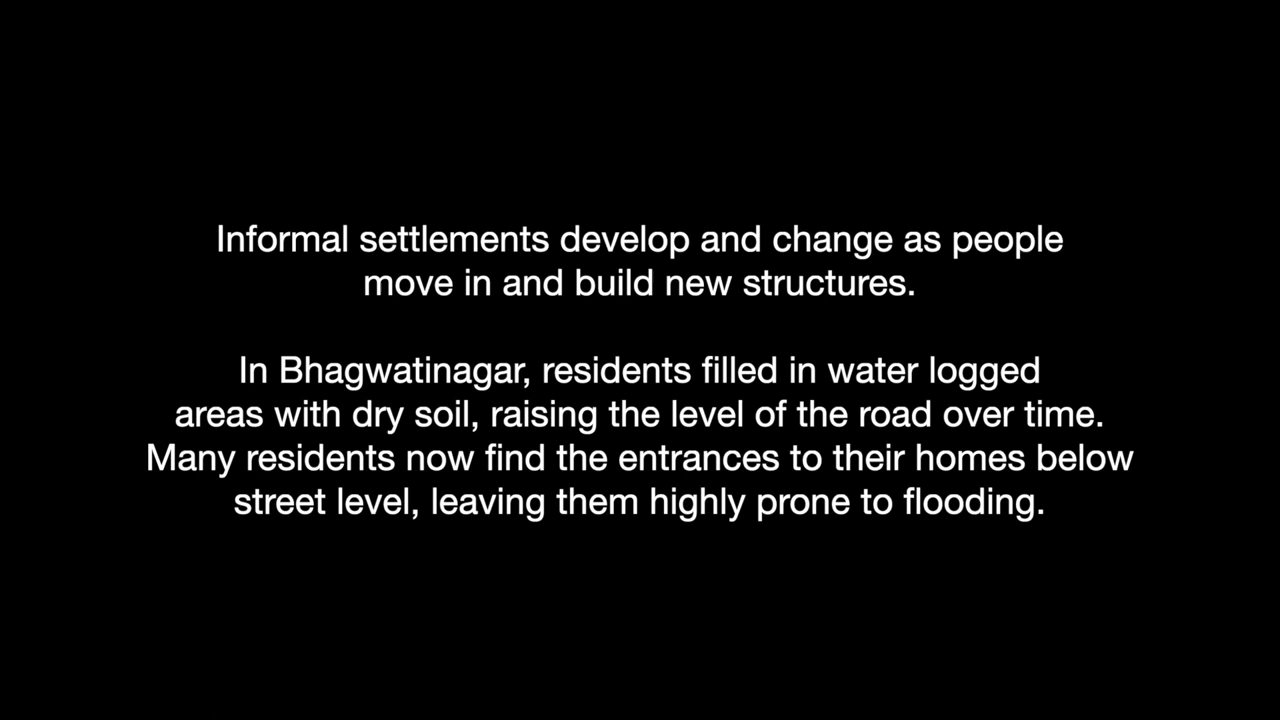 Informal settlements develop and change as people
move in and build new structures.
In Bhagwatinagar, residents filled in water logged
areas with dry soil, raising the level of the road over time.
Many residents now find the entrances to their homes below
street level, leaving them highly prone to flooding.